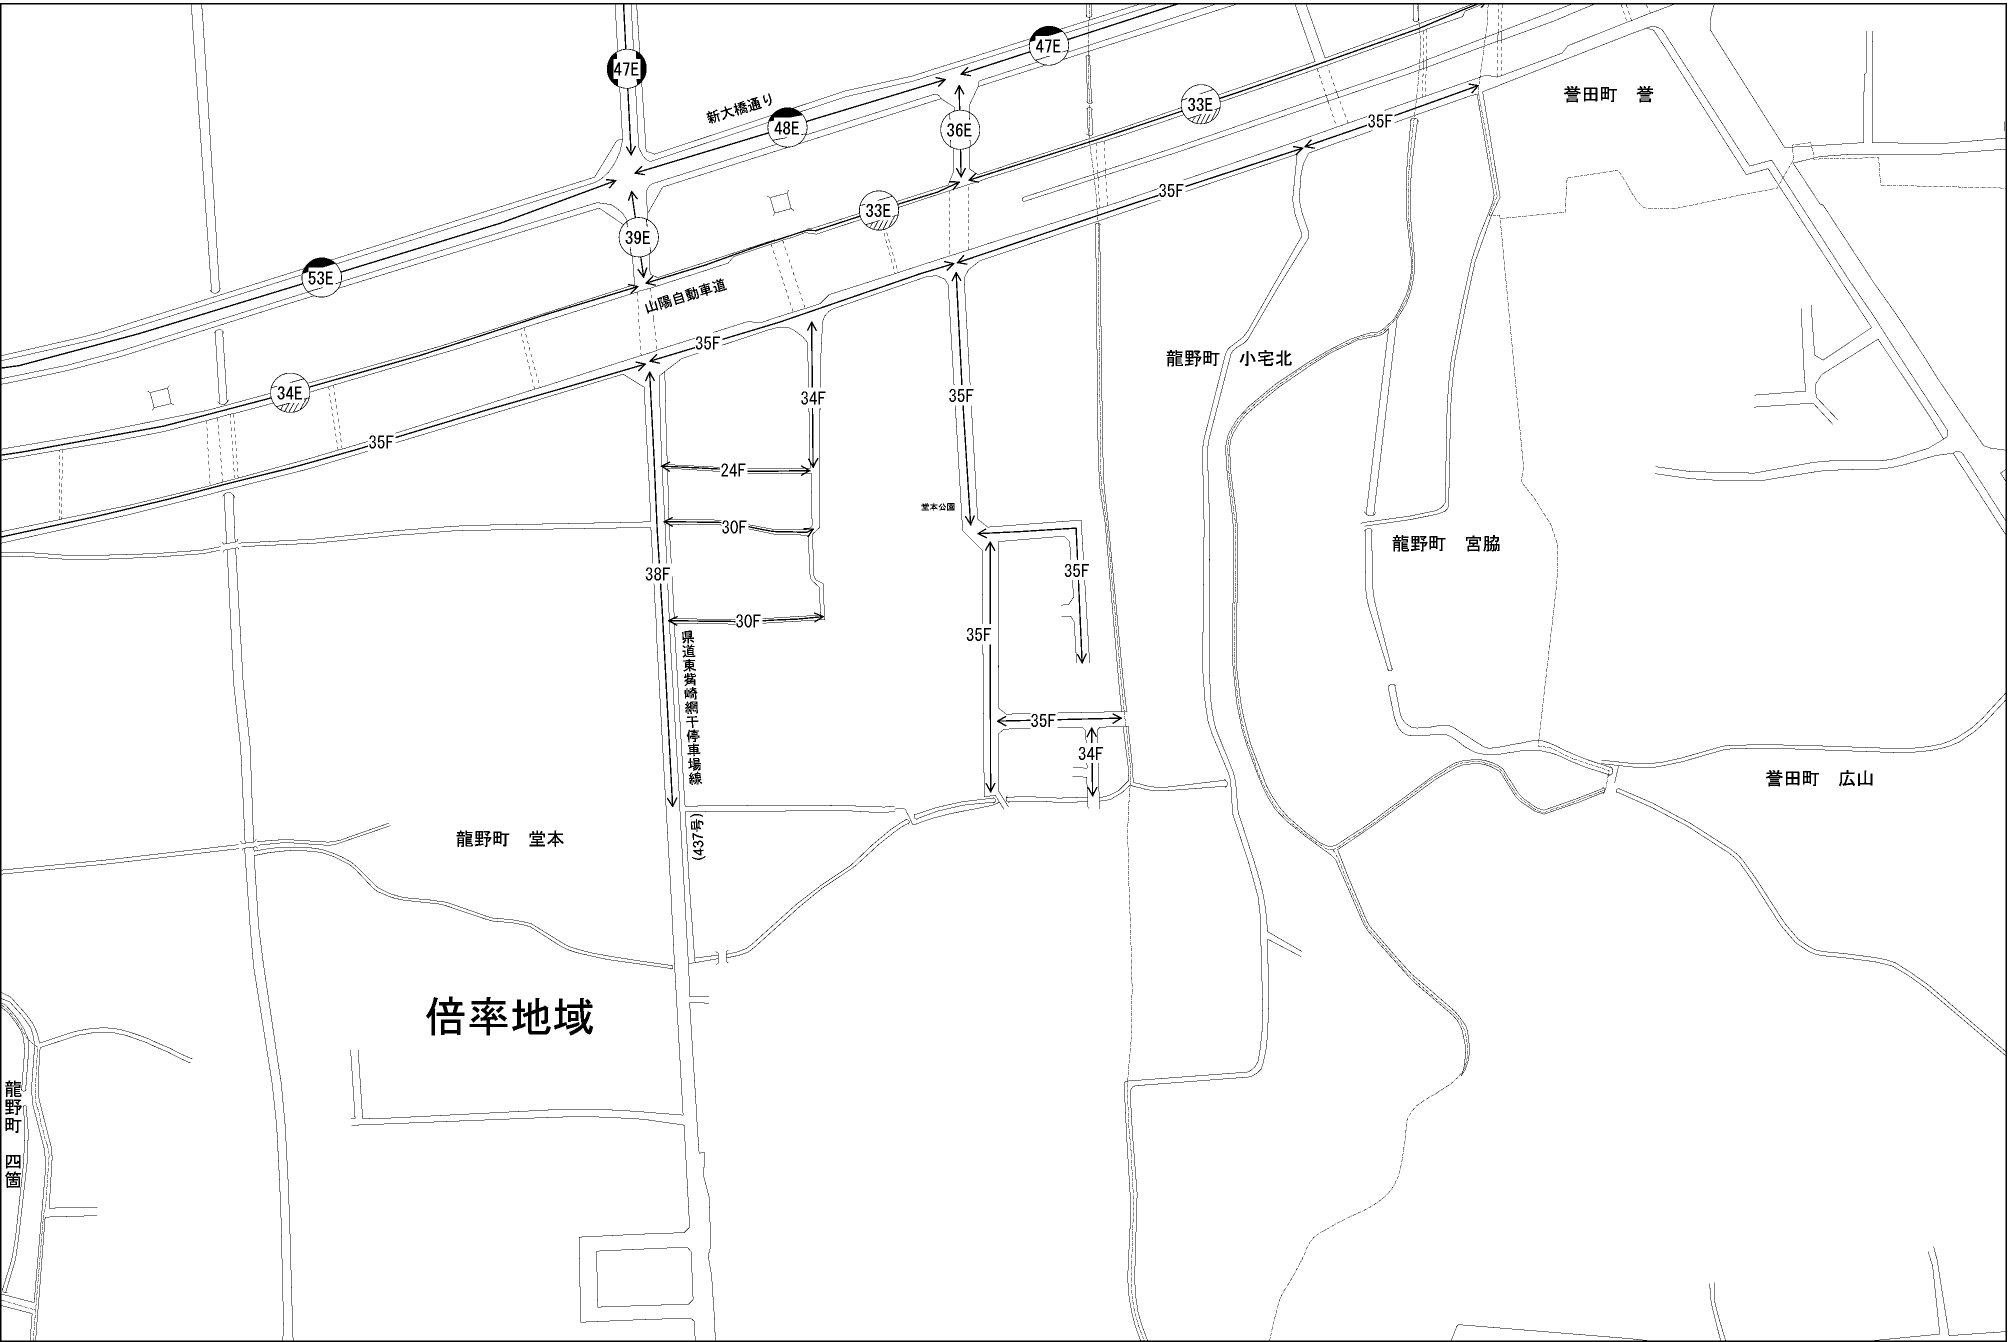 47E
47E
新大橋通り
48E
36E
33E
誉田町 誉
35F
35F
33E
39E
53E
山陽自動車道
35F
龍野町 小宅北
34E
34F
35F
35F
24F
堂本公園
30F
龍野町 宮脇
38F
35F
30F
35F
県道東觜崎網干停車場線
(437号)
35F
34F
誉田町 広山
龍野町 堂本
倍率地域
龍野町 四箇